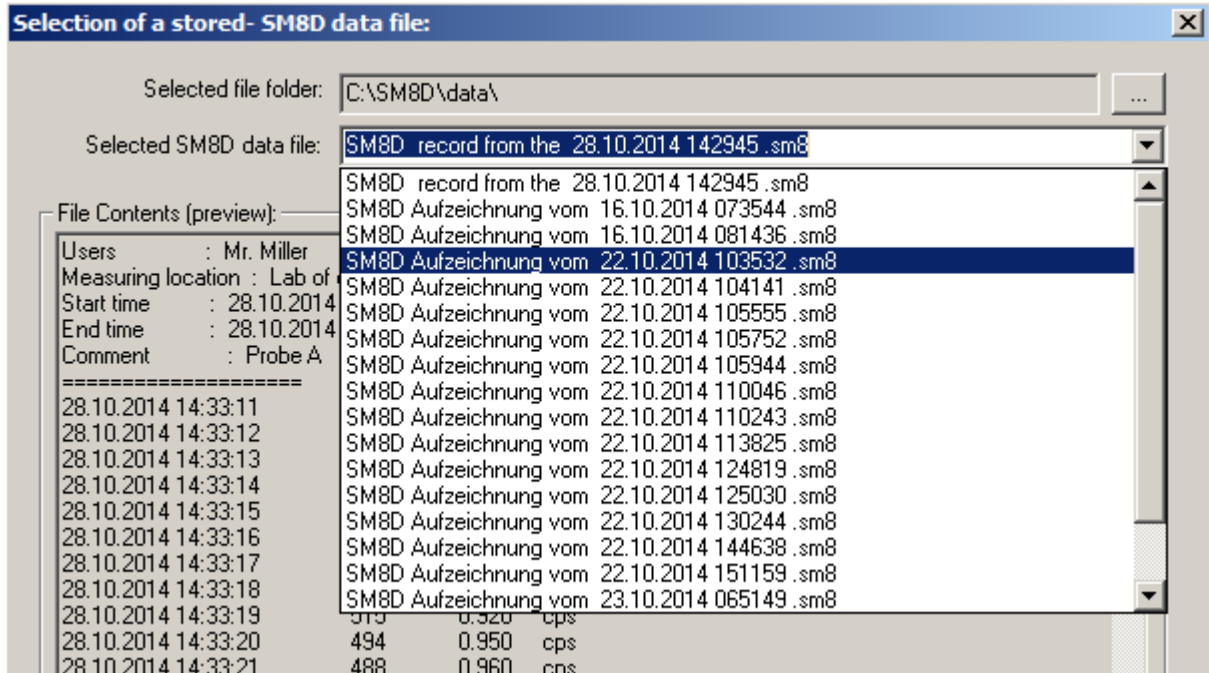 Selection of a stored- SM8D data file:
Selected file folder: C:\SM8D\data\ ...
Selected SM8D data file: SM8D record from the 28.10.2014 142945 .sm8
SM8D record from the 28.10.2014 142945 .sm8
SM8D Aufzeichnung vom 16.10.2014 073544 .sm8
SM8D Aufzeichnung vom 16.10.2014 081436 .sm8
SM8D Aufzeichnung vom 22.10.2014 103532 .sm8
SM8D Aufzeichnung vom 22.10.2014 104141 .sm8
SM8D Aufzeichnung vom 22.10.2014 105555 .sm8
SM8D Aufzeichnung vom 22.10.2014 105752 .sm8
SM8D Aufzeichnung vom 22.10.2014 105944 .sm8
SM8D Aufzeichnung vom 22.10.2014 110046 .sm8
SM8D Aufzeichnung vom 22.10.2014 110243 .sm8
SM8D Aufzeichnung vom 22.10.2014 113825 .sm8
SM8D Aufzeichnung vom 22.10.2014 124819 .sm8
SM8D Aufzeichnung vom 22.10.2014 125030 .sm8
SM8D Aufzeichnung vom 22.10.2014 130244 .sm8
SM8D Aufzeichnung vom 22.10.2014 144638 .sm8
SM8D Aufzeichnung vom 22.10.2014 151159 .sm8
SM8D Aufzeichnung vom 23.10.2014 065149 .sm8
File Contents (preview):
Users : Mr. Miller
Measuring location : Lab of
Start time : 28.10.2014
End time : 28.10.2014
Comment : Probe A
====================
28.10.2014 14:33:11
28.10.2014 14:33:12
28.10.2014 14:33:13
28.10.2014 14:33:14
28.10.2014 14:33:15
28.10.2014 14:33:16
28.10.2014 14:33:17
28.10.2014 14:33:18
28.10.2014 14:33:19 0.920 cps
28.10.2014 14:33:20 494 0.950 cps
28.10.2014 14:33:21 488 0.960 cps